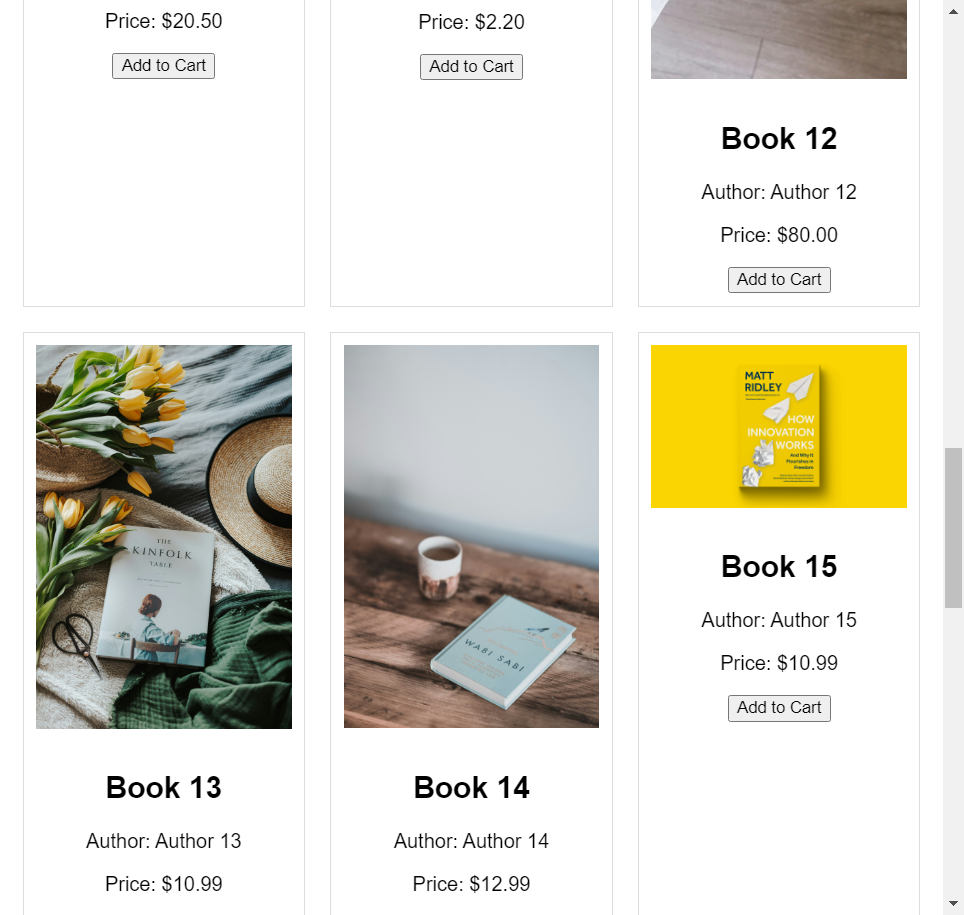 Price: $20.50
Add to Cart
Price: $2.20
Add to Cart
Book 12
Author: Author 12
Price: $80.00
Add to Cart
THE
KINFOLK
TABLE
Book 13
Author: Author 13
Price: $10.99
WABI SABI
Book 14
Author: Author 14
Price: $12.99
MATT
RIDLEY
HOW
INNOVATION
WORKS
And Why It
Flourishes in
Freedom
Book 15
Author: Author 15
Price: $10.99
Add to Cart